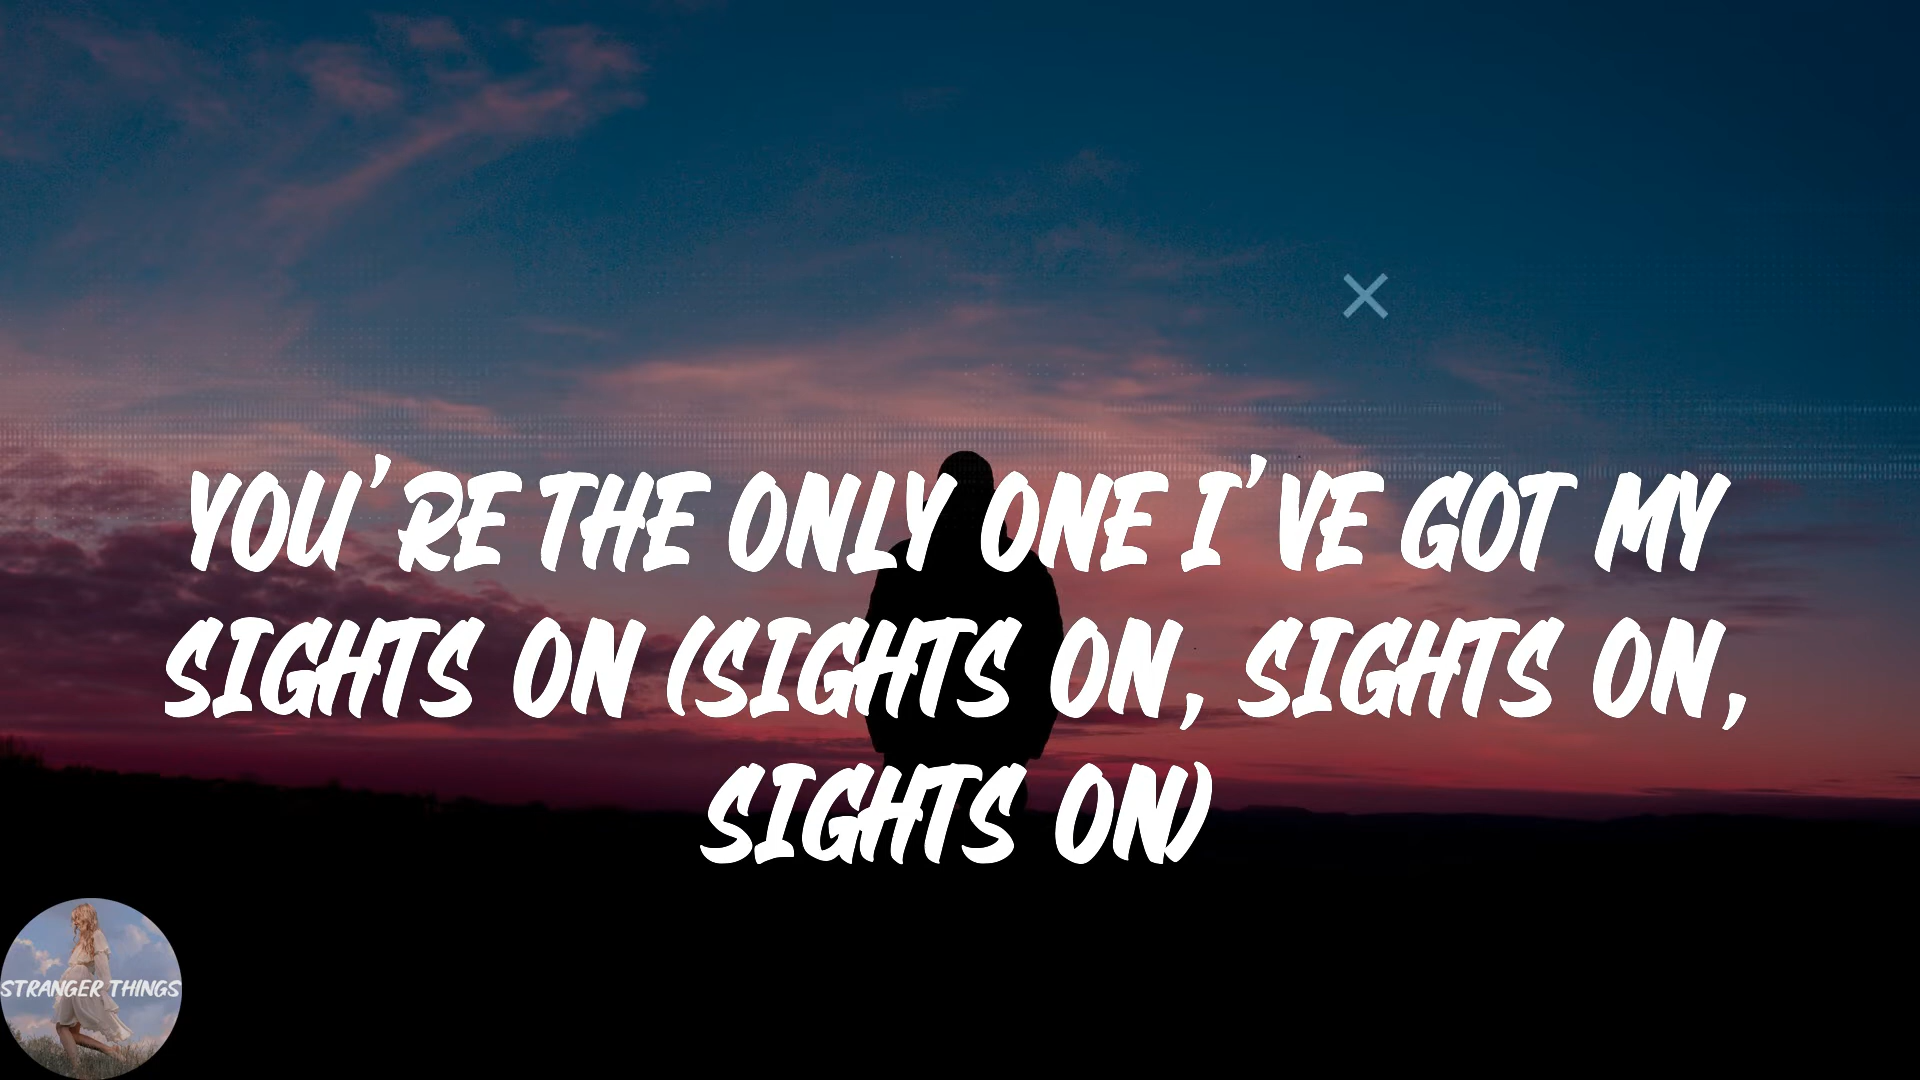 YOU'RE THE ONLY ONE I'VE GOT MY
SIGHTS ON (SIGHTS ON, SIGHTS ON,
SIGHTS ON)
STRANGER THINGS